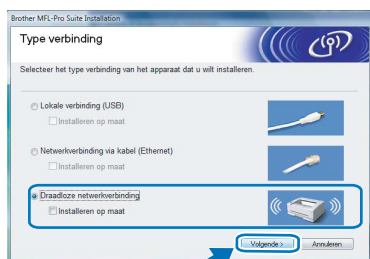 Brother MFL-Pro Suite Installation
Type verbinding
Selecteer het type verbinding van het apparaat dat u wilt installeren.
Lokale verbinding (USB)
Installeren op maat
Netwerkverbinding via kabel (Ethernet)
Installeren op maat
Draadloze netwerkverbinding
Installeren op maat
Volgende >
Annuleren